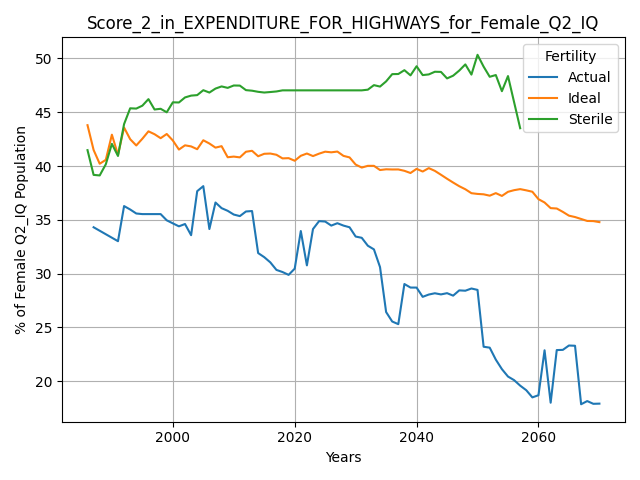 Score_2_in_EXPENDITURE_FOR_HIGHWAYS_for_Female_Q2_IQ
% of Female Q2_IQ Population
50
45
40
35
30
25
20
Fertility
Actual
Ideal
Sterile
2000 2020 2040 2060
Years